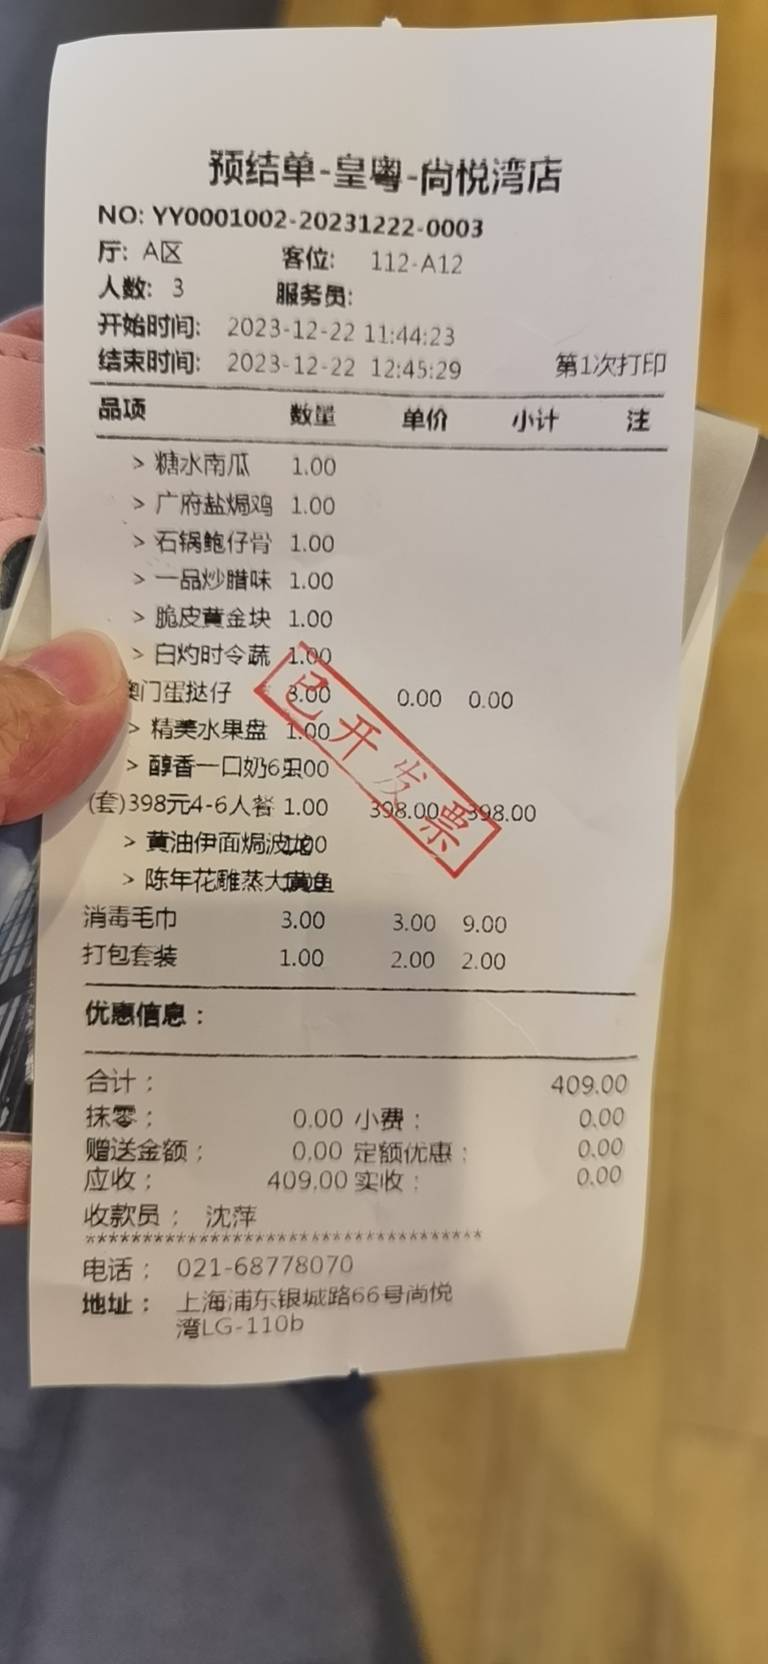 预结单-皇粤-尚悦湾店
NO: YY0001002-20231222-0003
厅: A区 客位: 112-A12
人数: 3 服务员:
开始时间: 2023-12-22 11:44:23
结束时间: 2023-12-22 12:45:29 第1次打印
品项 数量 单价 小计 注
> 糖水南瓜 1.00
> 广府盐焗鸡 1.00
> 石锅鲍仔骨 1.00
> 一品炒腊味 1.00
> 脆皮黄金块 1.00
> 白灼时令蔬 1.00
门蛋挞仔 3.00 0.00 0.00
> 精美水果盘 1.00
> 醇香一口奶6 .00
(套)398元4-6人餐 1.00 398.00 398.00
> 黄油伊面焗波龙
> 陈年花雕蒸大黄鱼
消毒毛巾 3.00 3.00 9.00
打包套装 1.00 2.00 2.00
已开发票
优惠信息:
合计: 409.00
抹零: 0.00 小费: 0.00
赠送金额: 0.00 定额优惠: 0.00
应收: 409.00 实收: 0.00
收款员: 沈萍
***********************************
电话: 021-68778070
地址: 上海浦东银城路66号尚悦
湾LG-110b